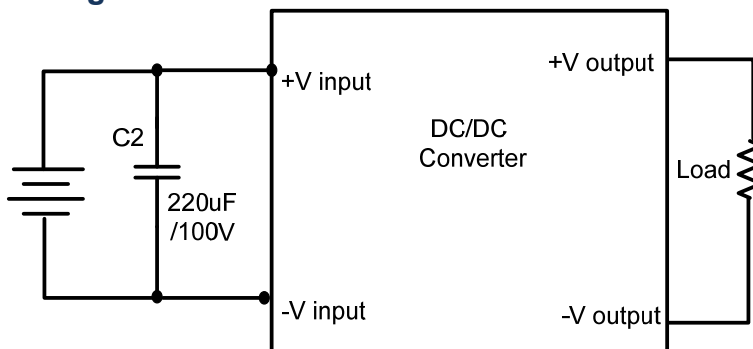 +V output
+V input
C2
DC/DC
Converter
Load
220uF
/100V
-V input
-V output